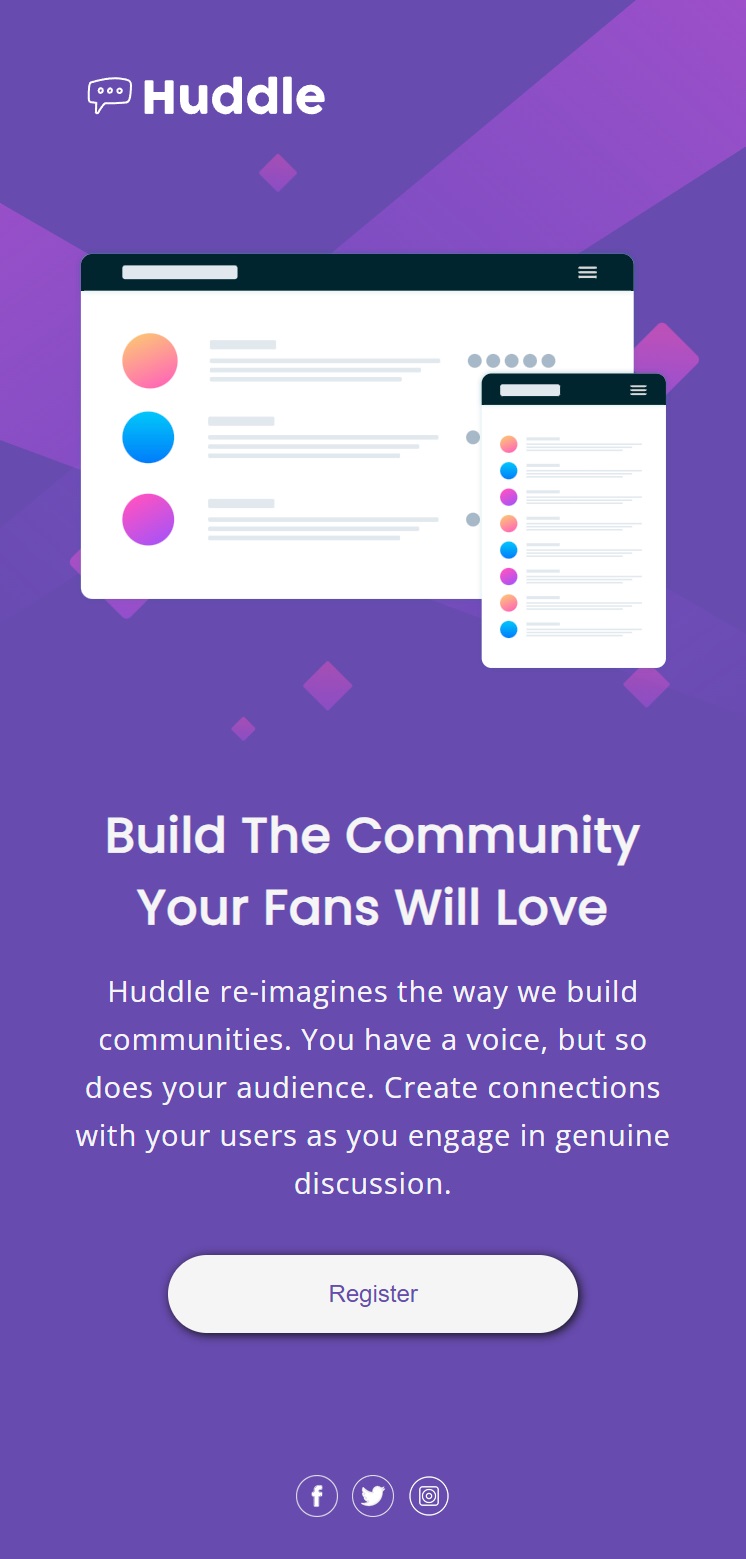 Huddle
Build The Community
Your Fans Will Love
Huddle re-imagines the way we build
communities. You have a voice, but so
does your audience. Create connections
with your users as you engage in genuine
discussion.
Register